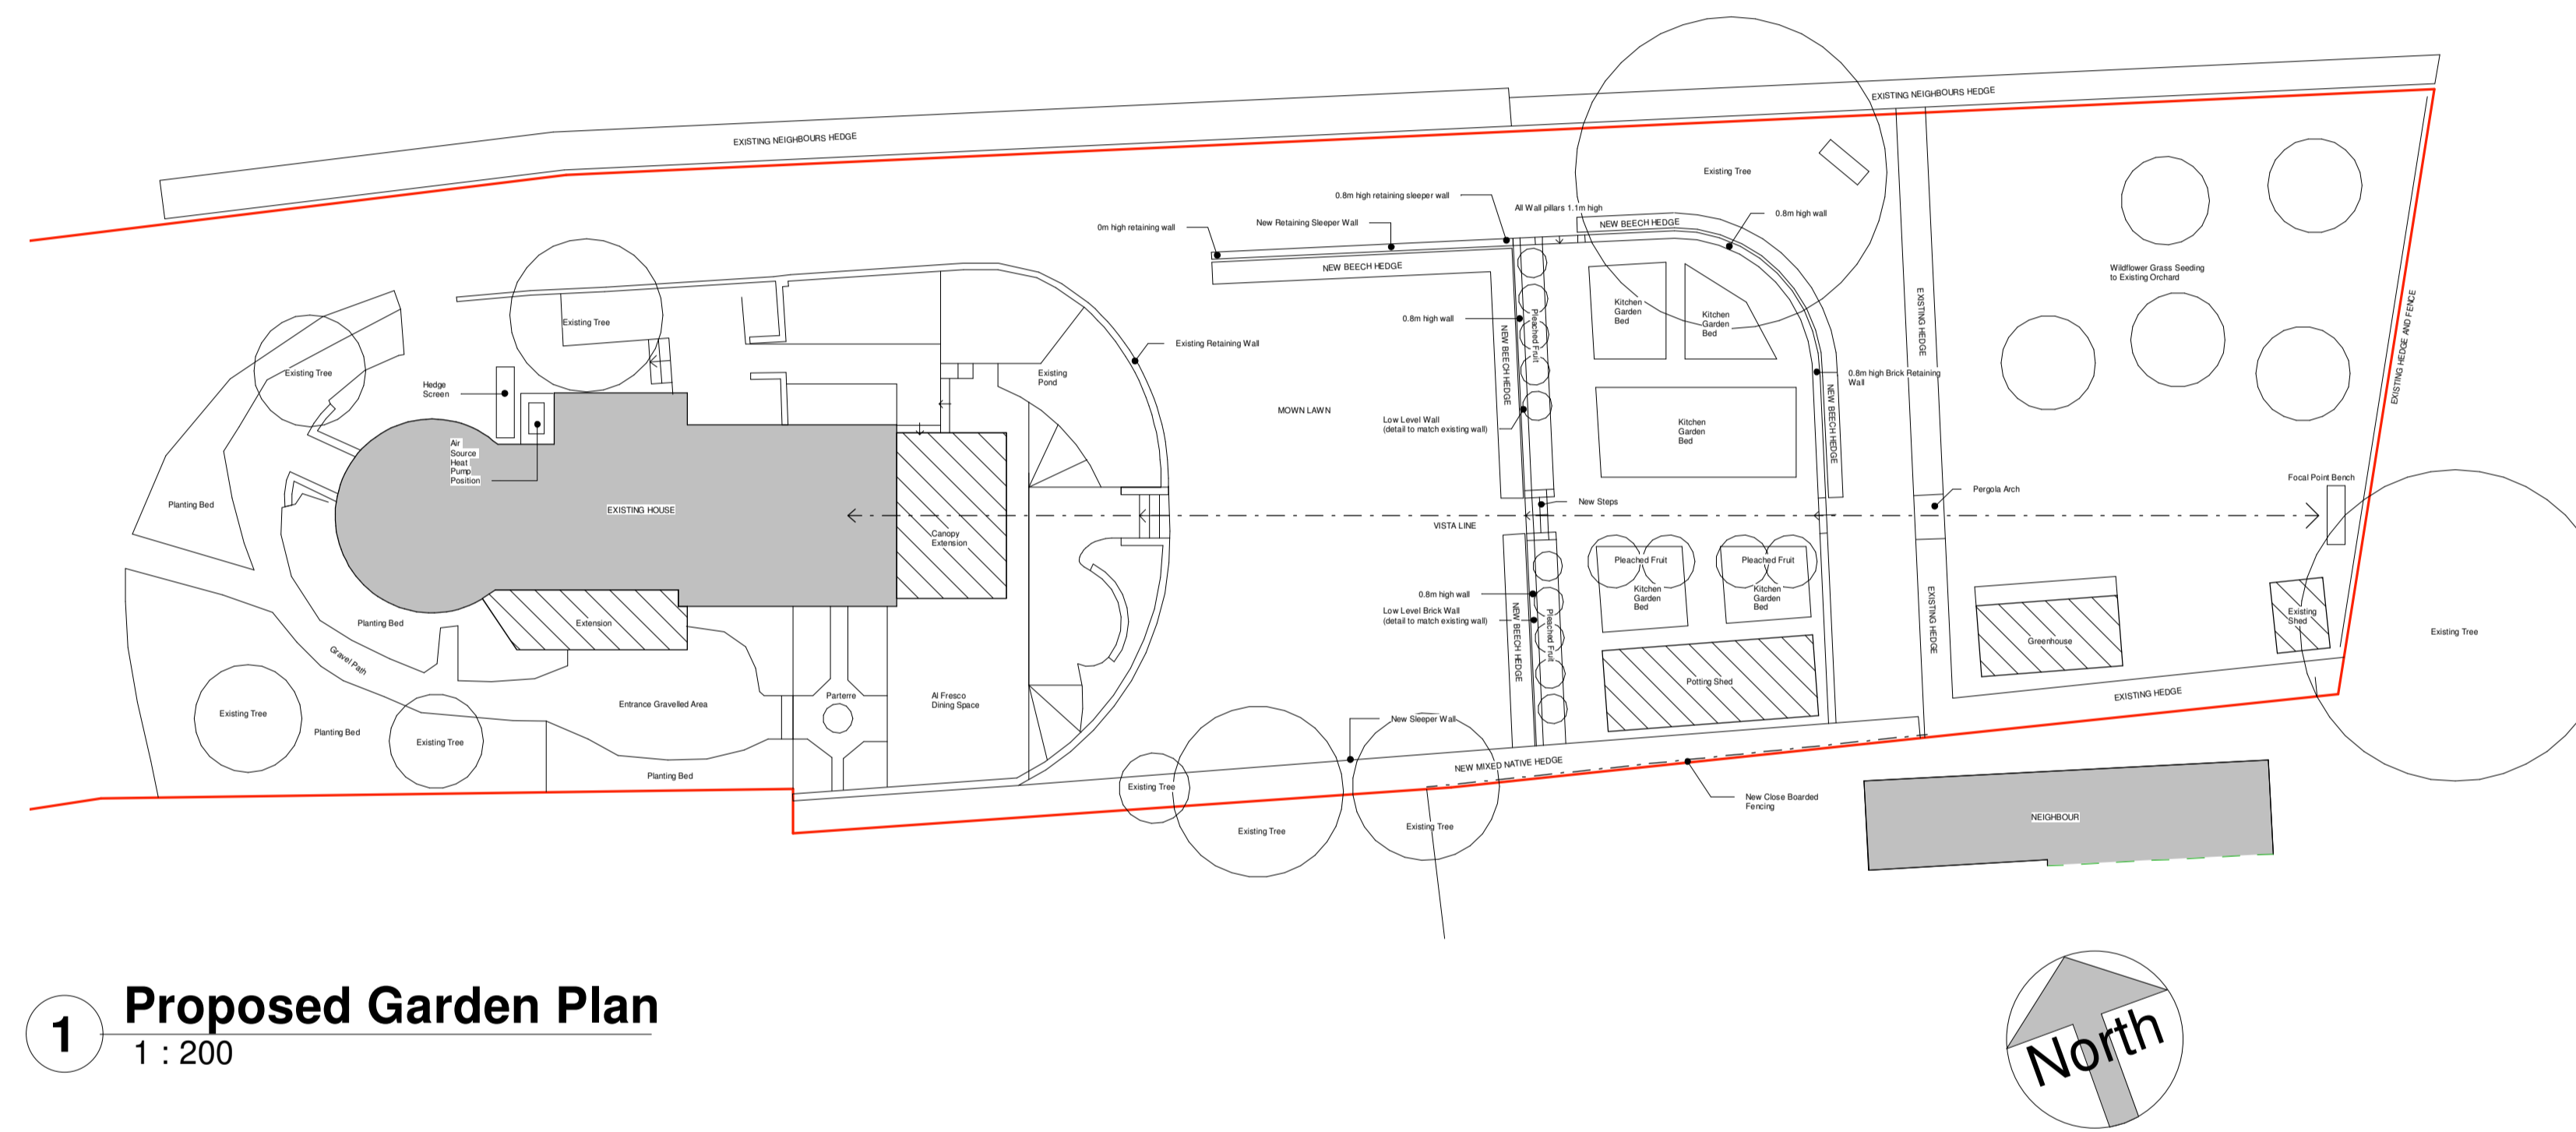 EXISTING NEIGHBOURS HEDGE
EXISTING NEIGHBOURS HEDGE
Existing Tree
0.8m high retaining sleeper wall
All Wall pillars 1.1m high
0.8m high wall
New Retaining Sleeper Wall
0m high retaining wall
NEW BEECH HEDGE
NEW BEECH HEDGE
Wildflower Grass Seeding
to Existing Orchard
EXISTING HEDGE AND FENCE
Existing Tree
Existing Tree
Hedge
Screen
Air
Source
Heat
Pump
Position
Existing Retaining Wall
Existing
Pond
0.8m high wall
NEW BEECH HEDGE
Pleached Fruit
Kitchen
Garden
Bed
Kitchen
Garden
Bed
EXISTING HEDGE
0.8m high Brick Retaining
Wall
NEW BEECH HEDGE
MOWN LAWN
Low Level Wall
(detail to match existing wall)
Kitchen
Garden
Bed
Planting Bed
EXISTING HOUSE
Canopy
Extension
VISTA LINE
New Steps
Pergola Arch
Focal Point Bench
Pleached Fruit
Kitchen
Garden
Bed
Pleached Fruit
Kitchen
Garden
Bed
0.8m high wall
Low Level Brick Wall
(detail to match existing wall)
NEW BEECH HEDGE
Pleached Fruit
EXISTING HEDGE
Greenhouse
Existing
Shed
Existing Tree
Planting Bed
Extension
Gravel Path
Potting Shed
Entrance Gravelled Area
Parterre
Al Fresco
Dining Space
EXISTING HEDGE
Existing Tree
Planting Bed
Existing Tree
New Sleeper Wall
Planting Bed
NEW MIXED NATIVE HEDGE
Existing Tree
Existing Tree
Existing Tree
New Close Boarded
Fencing
NEIGHBOUR
1
Proposed Garden Plan
1 : 200
North